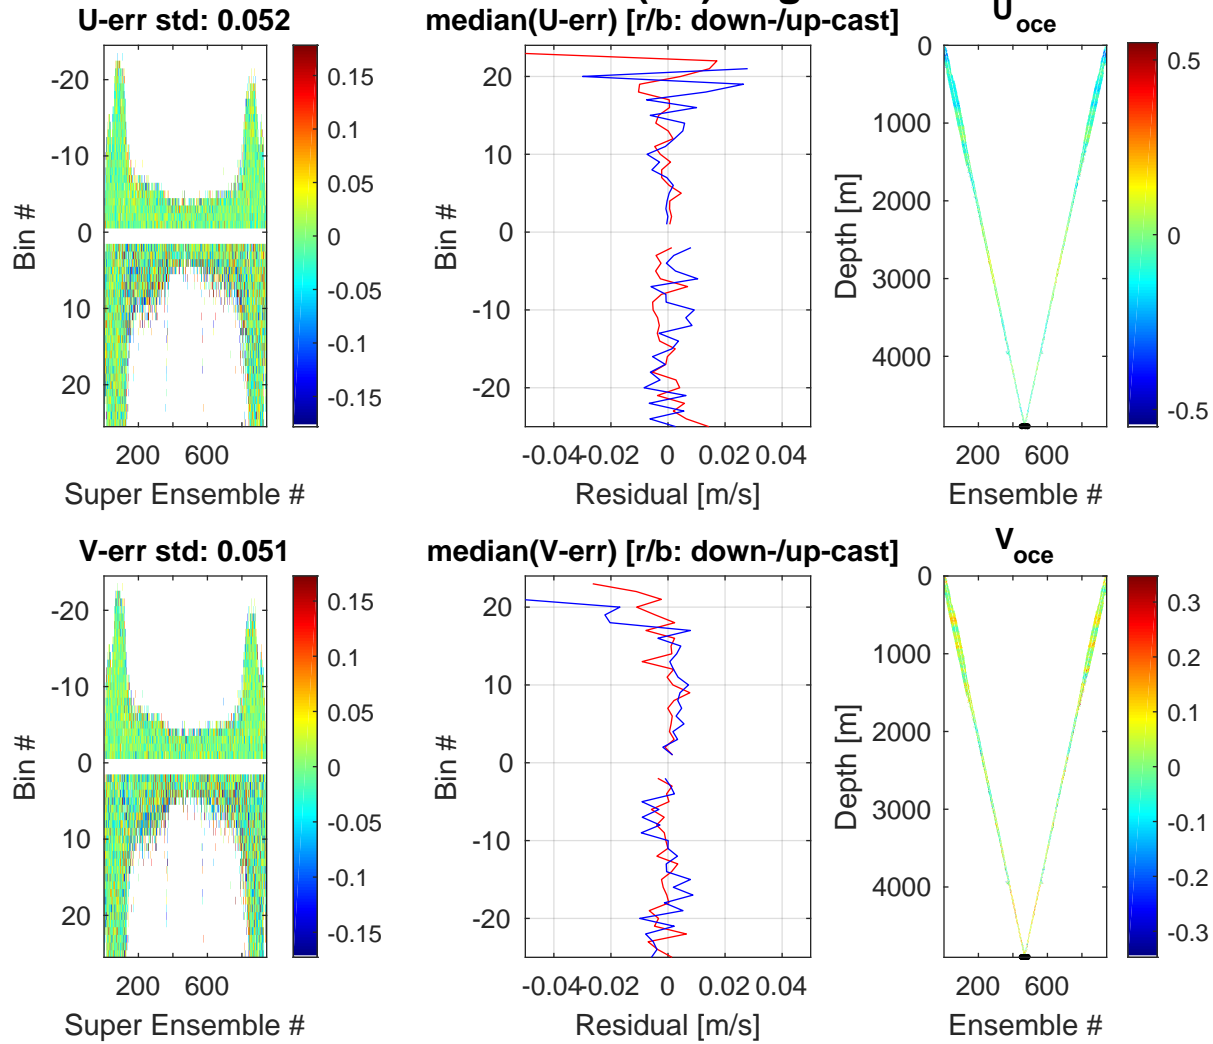 U-err std: 0.052
-20
-10
0
10
20
Bin #
200 600
Super Ensemble #
0.15
0.1
0.05
0
-0.05
-0.1
-0.15
median(U-err) [r/b: down-/up-cast]
20
10
0
-10
-20
Bin #
-0.04 -0.02 0 0.02 0.04
Residual [m/s]
U_oce
0
1000
2000
3000
4000
Depth [m]
200 600
Ensemble #
0.5
0
-0.5
V-err std: 0.051
-20
-10
0
10
20
Bin #
200 600
Super Ensemble #
0.15
0.1
0.05
0
-0.05
-0.1
-0.15
median(V-err) [r/b: down-/up-cast]
20
10
0
-10
-20
Bin #
-0.04 -0.02 0 0.02 0.04
Residual [m/s]
V_oce
0
1000
2000
3000
4000
Depth [m]
200 600
Ensemble #
0.3
0.2
0.1
0
-0.1
-0.2
-0.3